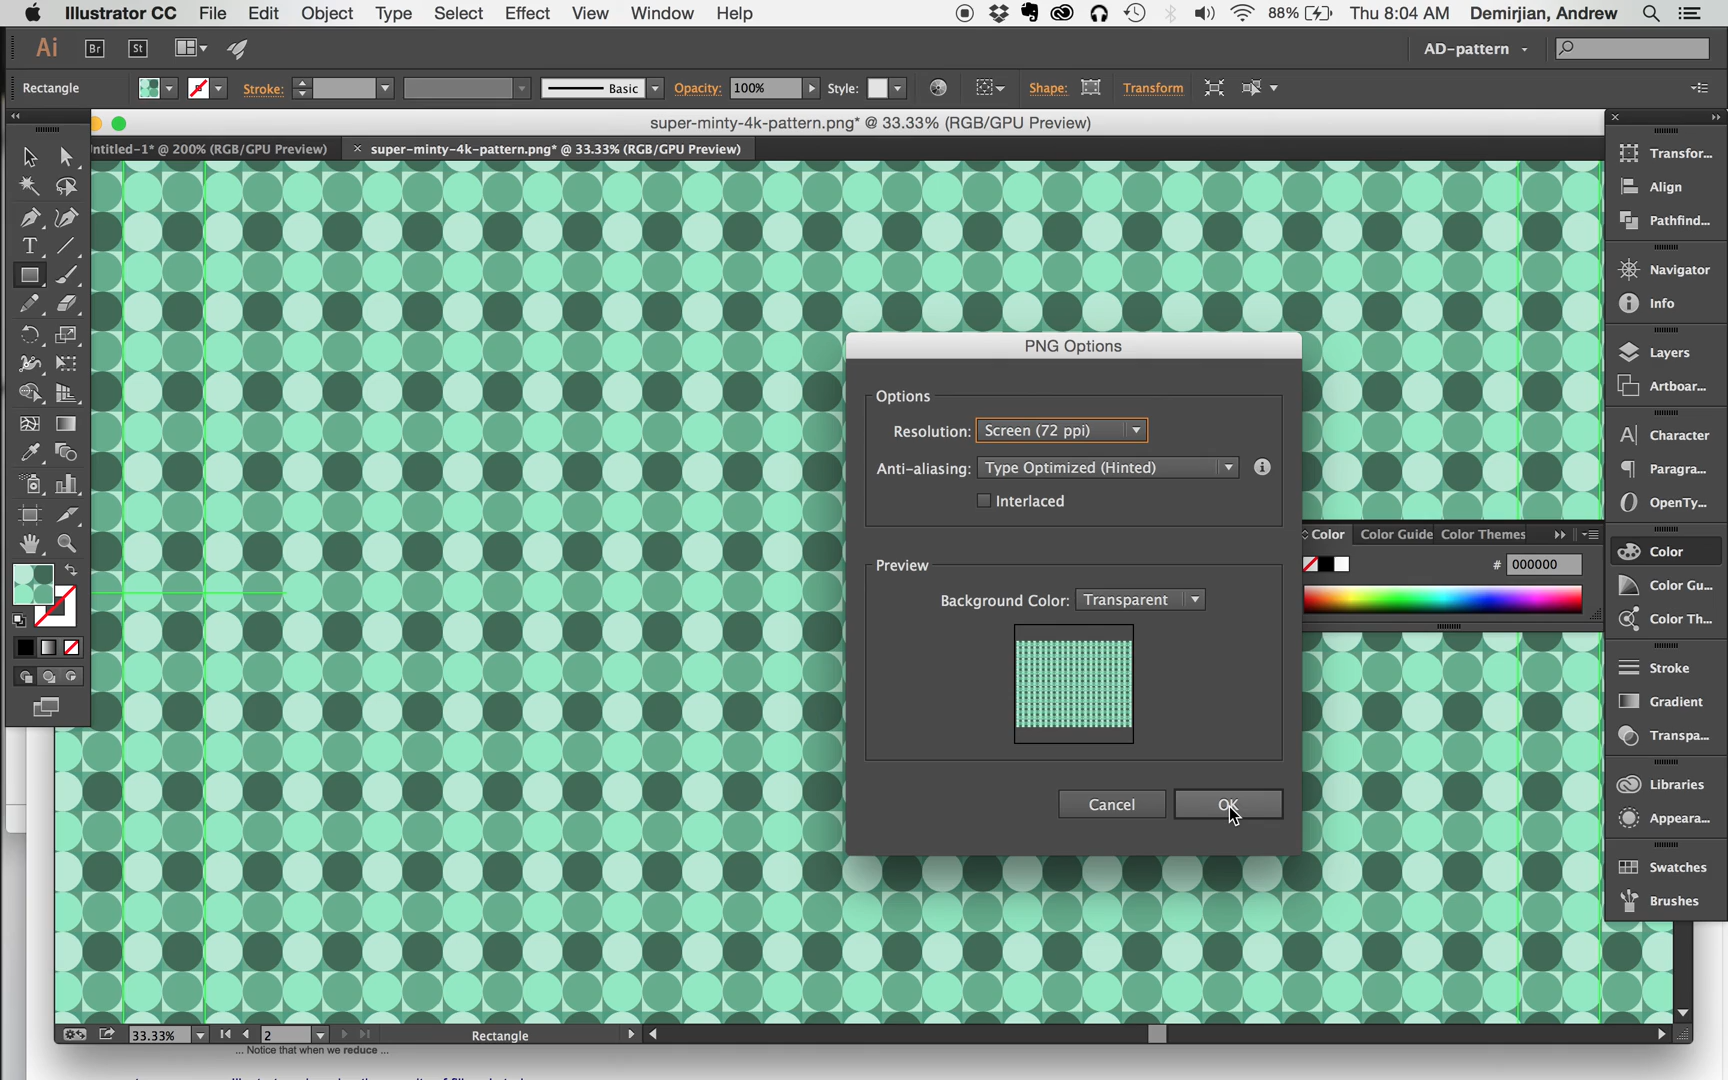 Illustrator CC File Edit Object Type Select Effect View Window Help 88% Thu 8:04 AM Demirjian, Andrew
Ai Br St AD-pattern
Rectangle Stroke: Basic Opacity: 100% Style: Shape: Transform
super-minty-4k-pattern.png* @ 33.33% (RGB/GPU Preview)
ntitled-1* @ 200% (RGB/GPU Preview) × super-minty-4k-pattern.png* @ 33.33% (RGB/GPU Preview)
Transfor...
Align
Pathfind...
Navigator
Info
Layers
Artboar...
Character
Paragra...
OpenTy...
Color
Color Gu...
Color Th...
Stroke
Gradient
Transpa...
Libraries
Appeara...
Swatches
Brushes
PNG Options
Options
Resolution: Screen (72 ppi)
Anti-aliasing: Type Optimized (Hinted)
Interlaced
Preview
Background Color: Transparent
Cancel OK
Color Color Guide Color Themes
# 000000
33.33% 2 Rectangle
... Notice that when we reduce ...